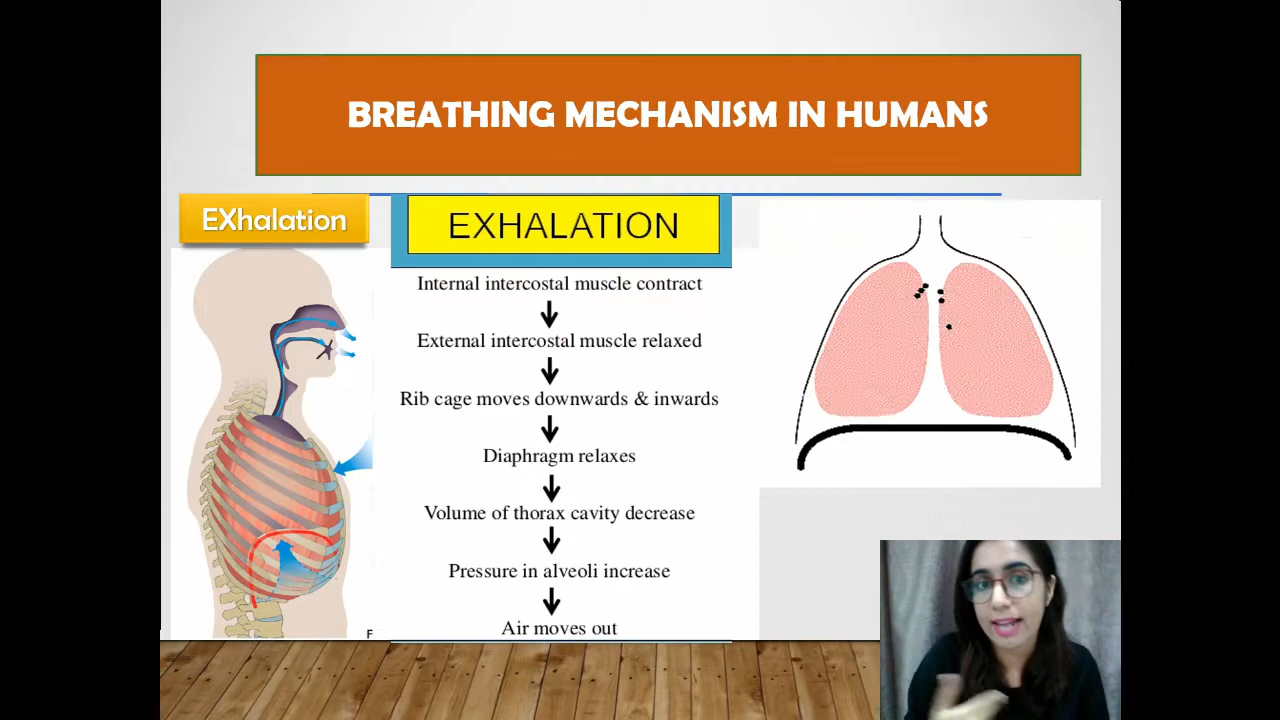 BREATHING MECHANISM IN HUMANS
EXhalation
EXHALATION
Internal intercostal muscle contract
External intercostal muscle relaxed
Rib cage moves downwards & inwards
Diaphragm relaxes
Volume of thorax cavity decrease
Pressure in alveoli increase
Air moves out
F